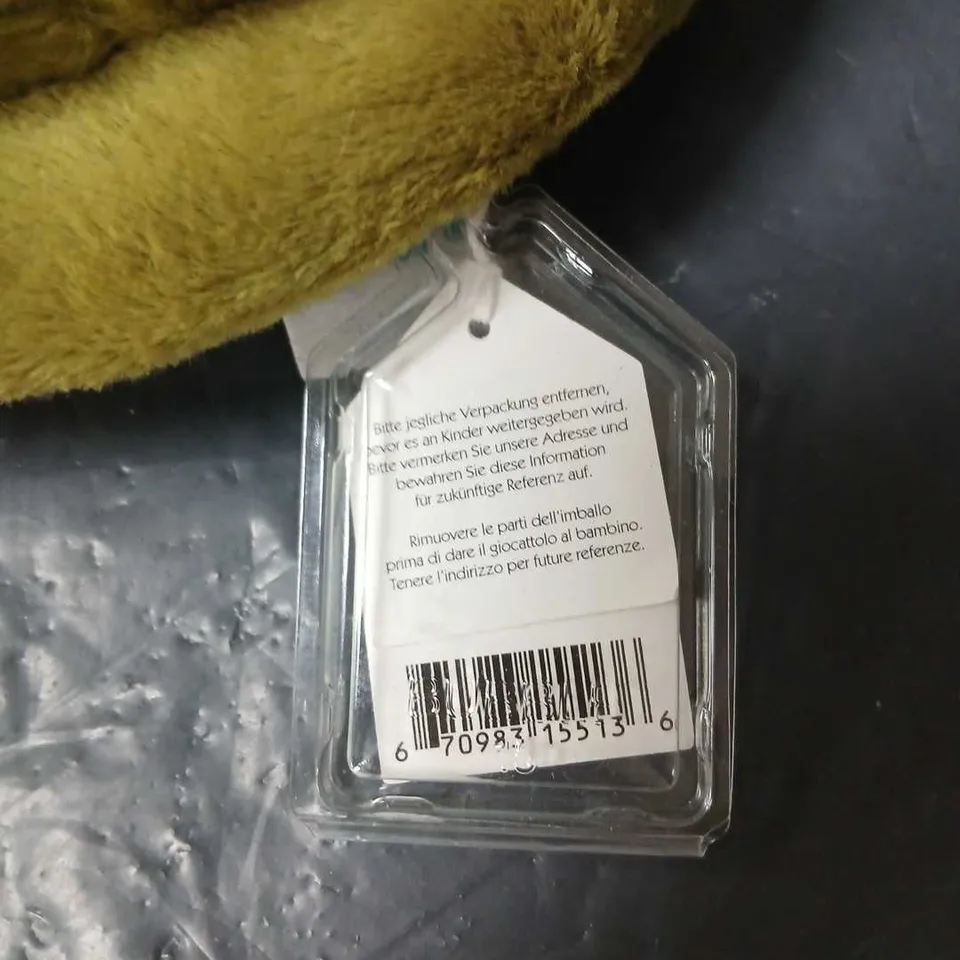 Bitte jegliche Verpackung entfernen,
bevor es an Kinder weitergegeben wird.
Bitte vermerken Sie unsere Adresse und
bewahren Sie diese Information
für zukünftige Referenz auf.
Rimuovere le parti dell'imballo
prima di dare il giocattolo al bambino.
Tenere l'indirizzo per future referenze.
6 70983 15513 6